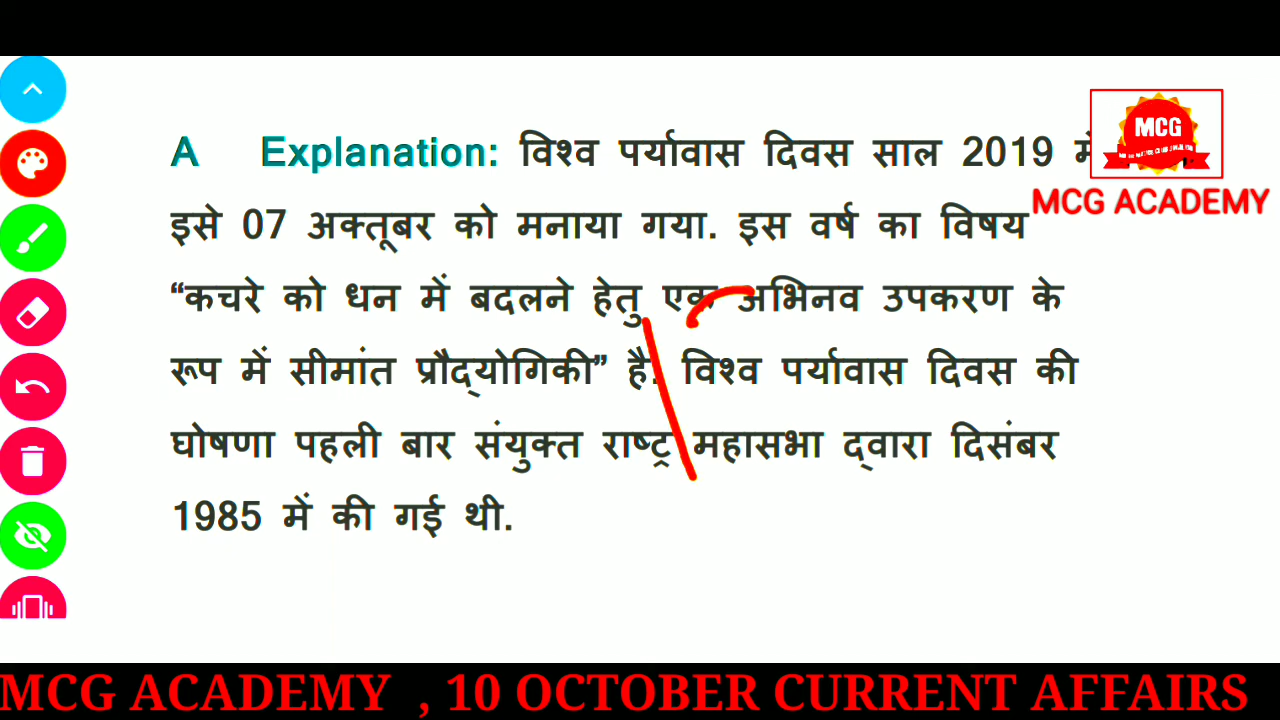 A Explanation: विश्व पर्यावास दिवस साल 2019 में
इसे 07 अक्तूबर को मनाया गया. इस वर्ष का विषय
“कचरे को धन में बदलने हेतु एक अभिनव उपकरण के
रूप में सीमांत प्रौद्योगिकी” है. विश्व पर्यावास दिवस की
घोषणा पहली बार संयुक्त राष्ट्र महासभा द्वारा दिसंबर
1985 में की गई थी.
MCG
MCG ACADEMY
MCG ACADEMY , 10 OCTOBER CURRENT AFFAIRS